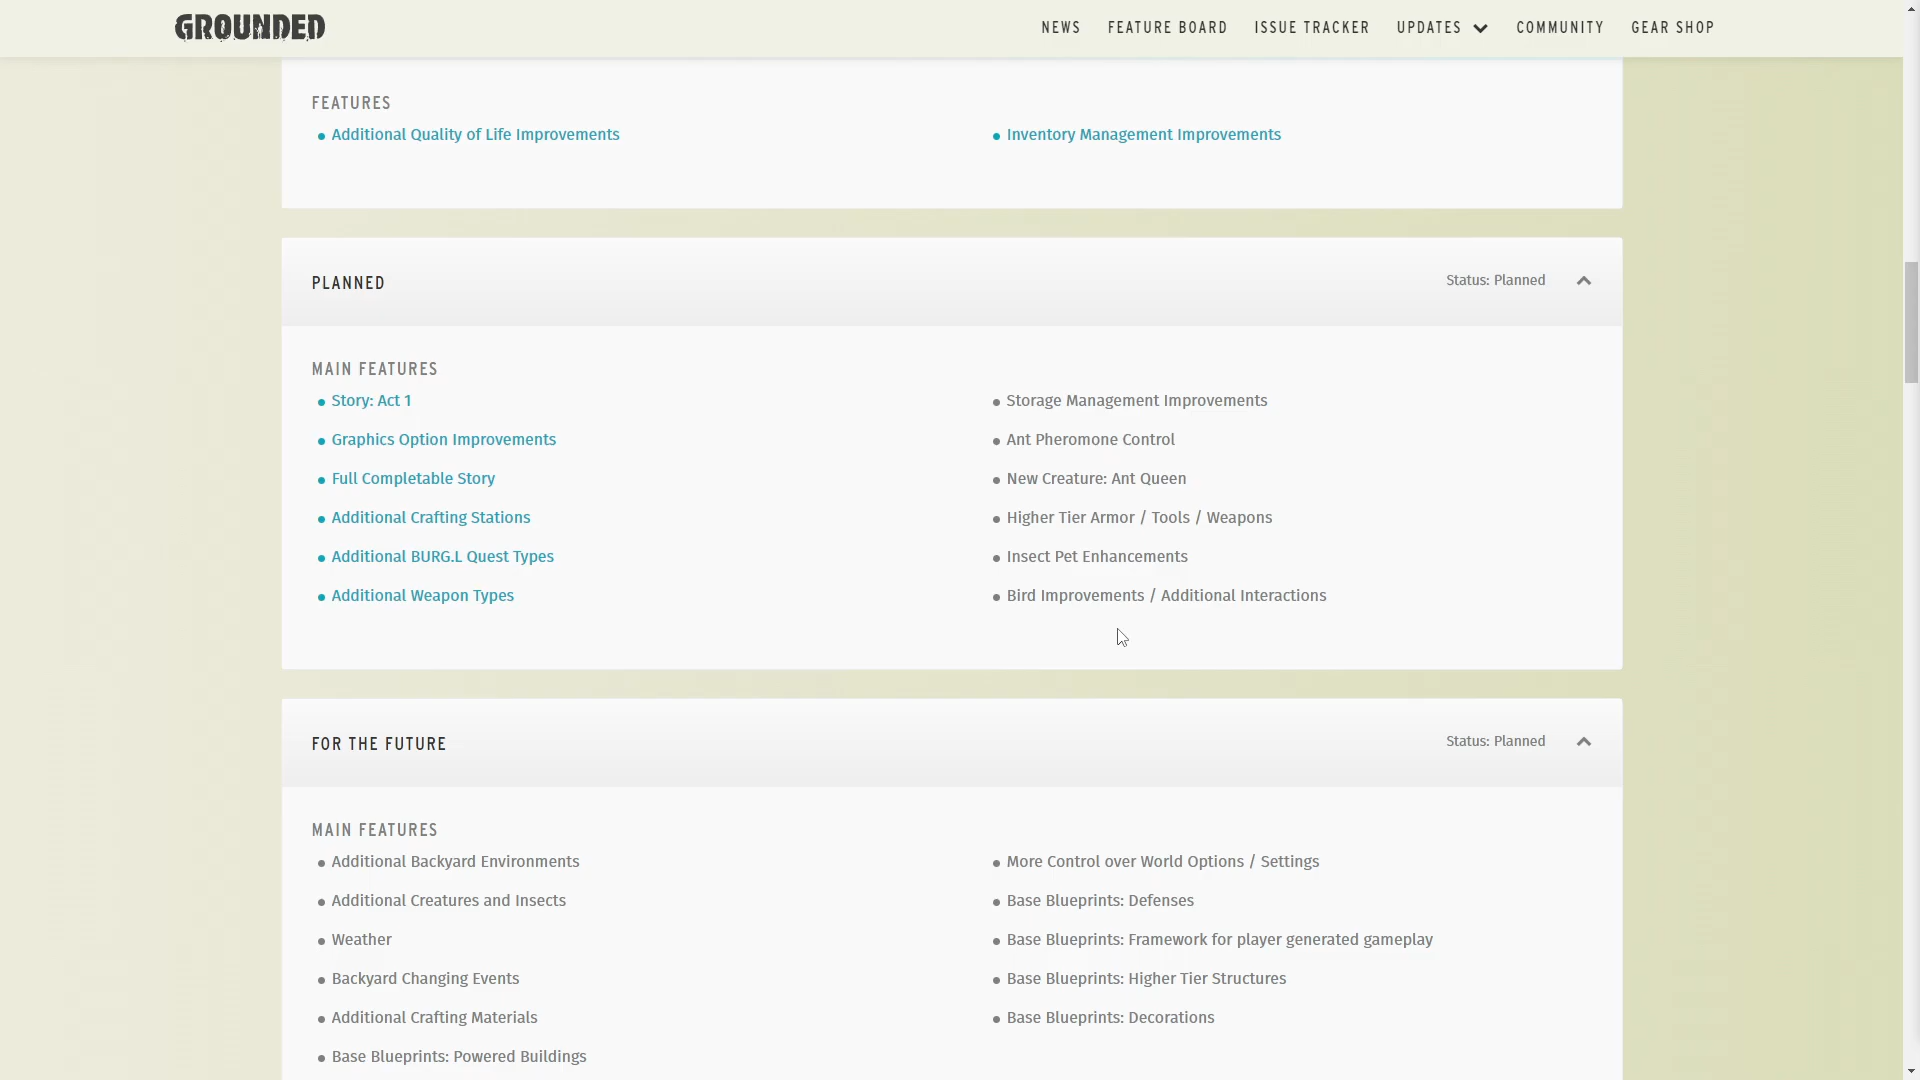 GROUNDED
NEWS FEATURE BOARD ISSUE TRACKER UPDATES COMMUNITY GEAR SHOP
FEATURES
Additional Quality of Life Improvements
Inventory Management Improvements
PLANNED
Status: Planned
MAIN FEATURES
Story: Act 1
Graphics Option Improvements
Full Completable Story
Additional Crafting Stations
Additional BURG.L Quest Types
Additional Weapon Types
Storage Management Improvements
Ant Pheromone Control
New Creature: Ant Queen
Higher Tier Armor / Tools / Weapons
Insect Pet Enhancements
Bird Improvements / Additional Interactions
FOR THE FUTURE
Status: Planned
MAIN FEATURES
Additional Backyard Environments
Additional Creatures and Insects
Weather
Backyard Changing Events
Additional Crafting Materials
Base Blueprints: Powered Buildings
More Control over World Options / Settings
Base Blueprints: Defenses
Base Blueprints: Framework for player generated gameplay
Base Blueprints: Higher Tier Structures
Base Blueprints: Decorations